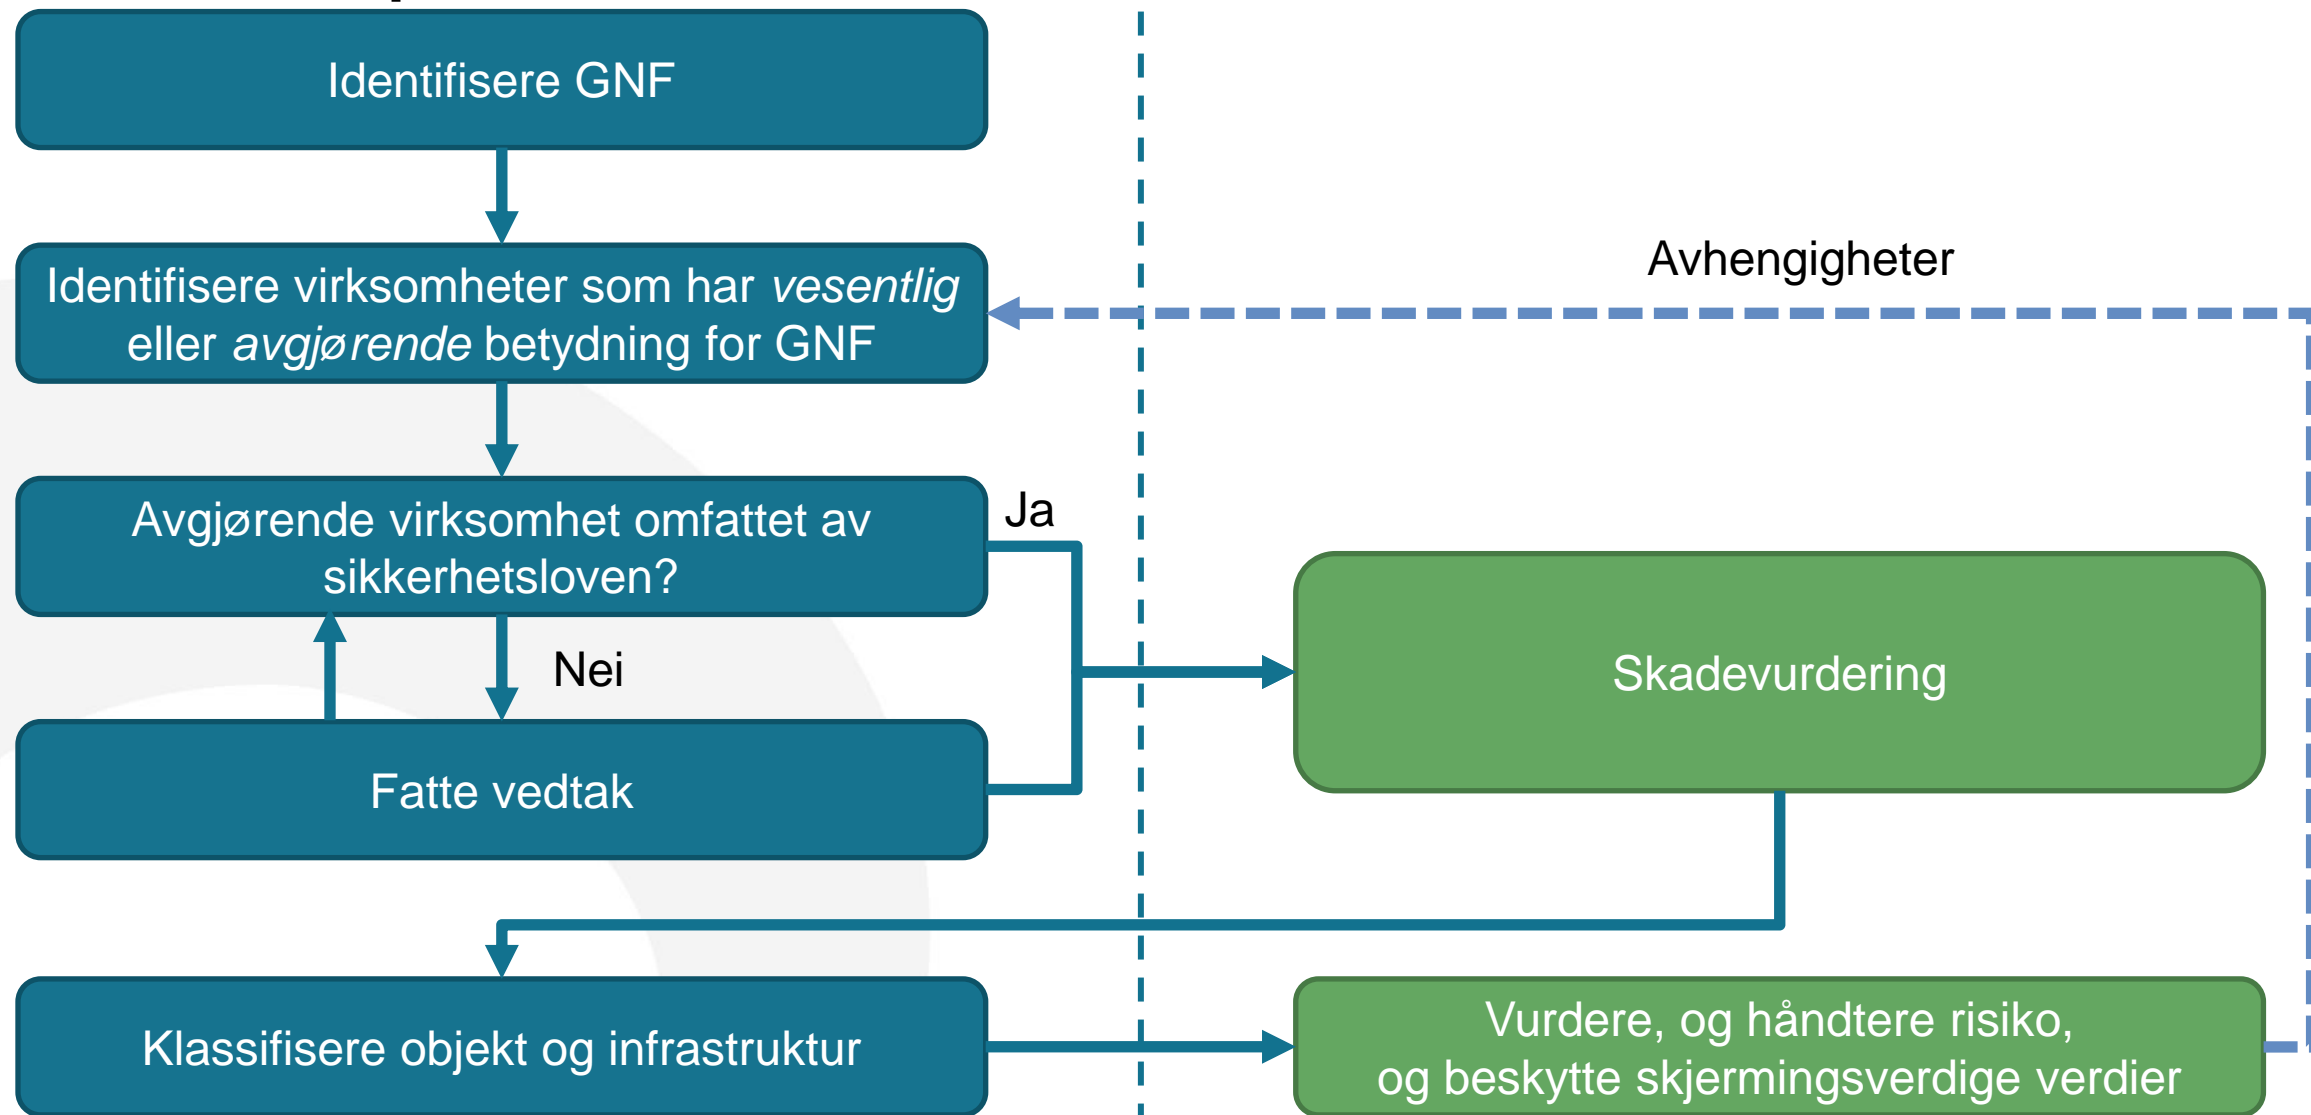 Identifisere GNF
Identifisere virksomheter som har vesentlig
eller avgjørende betydning for GNF
Avhengigheter
Avgjørende virksomhet omfattet av
sikkerhetsloven?
Ja
Nei
Skadevurdering
Fatte vedtak
Klassifisere objekt og infrastruktur
Vurdere, og håndtere risiko,
og beskytte skjermingsverdige verdier